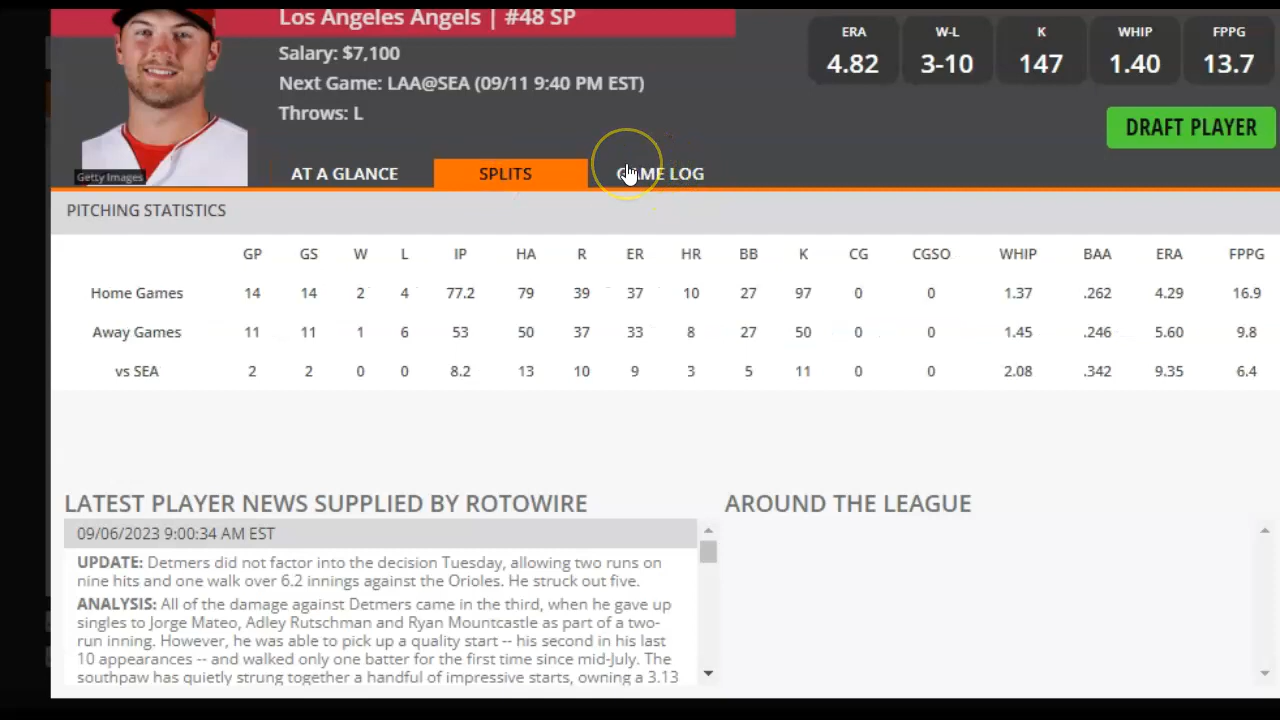 Los Angeles Angels | #48 SP
Salary: $7,100
Next Game: LAA@SEA (09/11 9:40 PM EST)
Throws: L
ERA W-L K WHIP FPPG
4.82 3-10 147 1.40 13.7
DRAFT PLAYER
Getty Images
AT A GLANCE SPLITS GAME LOG
PITCHING STATISTICS
GP GS W L IP HA R ER HR BB K CG CGSO WHIP BAA ERA FPPG
Home Games 14 14 2 4 77.2 79 39 37 10 27 97 0 0 1.37 .262 4.29 16.9
Away Games 11 11 1 6 53 50 37 33 8 27 50 0 0 1.45 .246 5.60 9.8
vs SEA 2 2 0 0 8.2 13 10 9 3 5 11 0 0 2.08 .342 9.35 6.4
LATEST PLAYER NEWS SUPPLIED BY ROTOWIRE
09/06/2023 9:00:34 AM EST
UPDATE: Detmers did not factor into the decision Tuesday, allowing two runs on
nine hits and one walk over 6.2 innings against the Orioles. He struck out five.
ANALYSIS: All of the damage against Detmers came in the third, when he gave up
singles to Jorge Mateo, Adley Rutschman and Ryan Mountcastle as part of a two-
run inning. However, he was able to pick up a quality start -- his second in his last
10 appearances -- and walked only one batter for the first time since mid-July. The
southpaw has quietly strung together a handful of impressive starts, owning a 3.13
AROUND THE LEAGUE